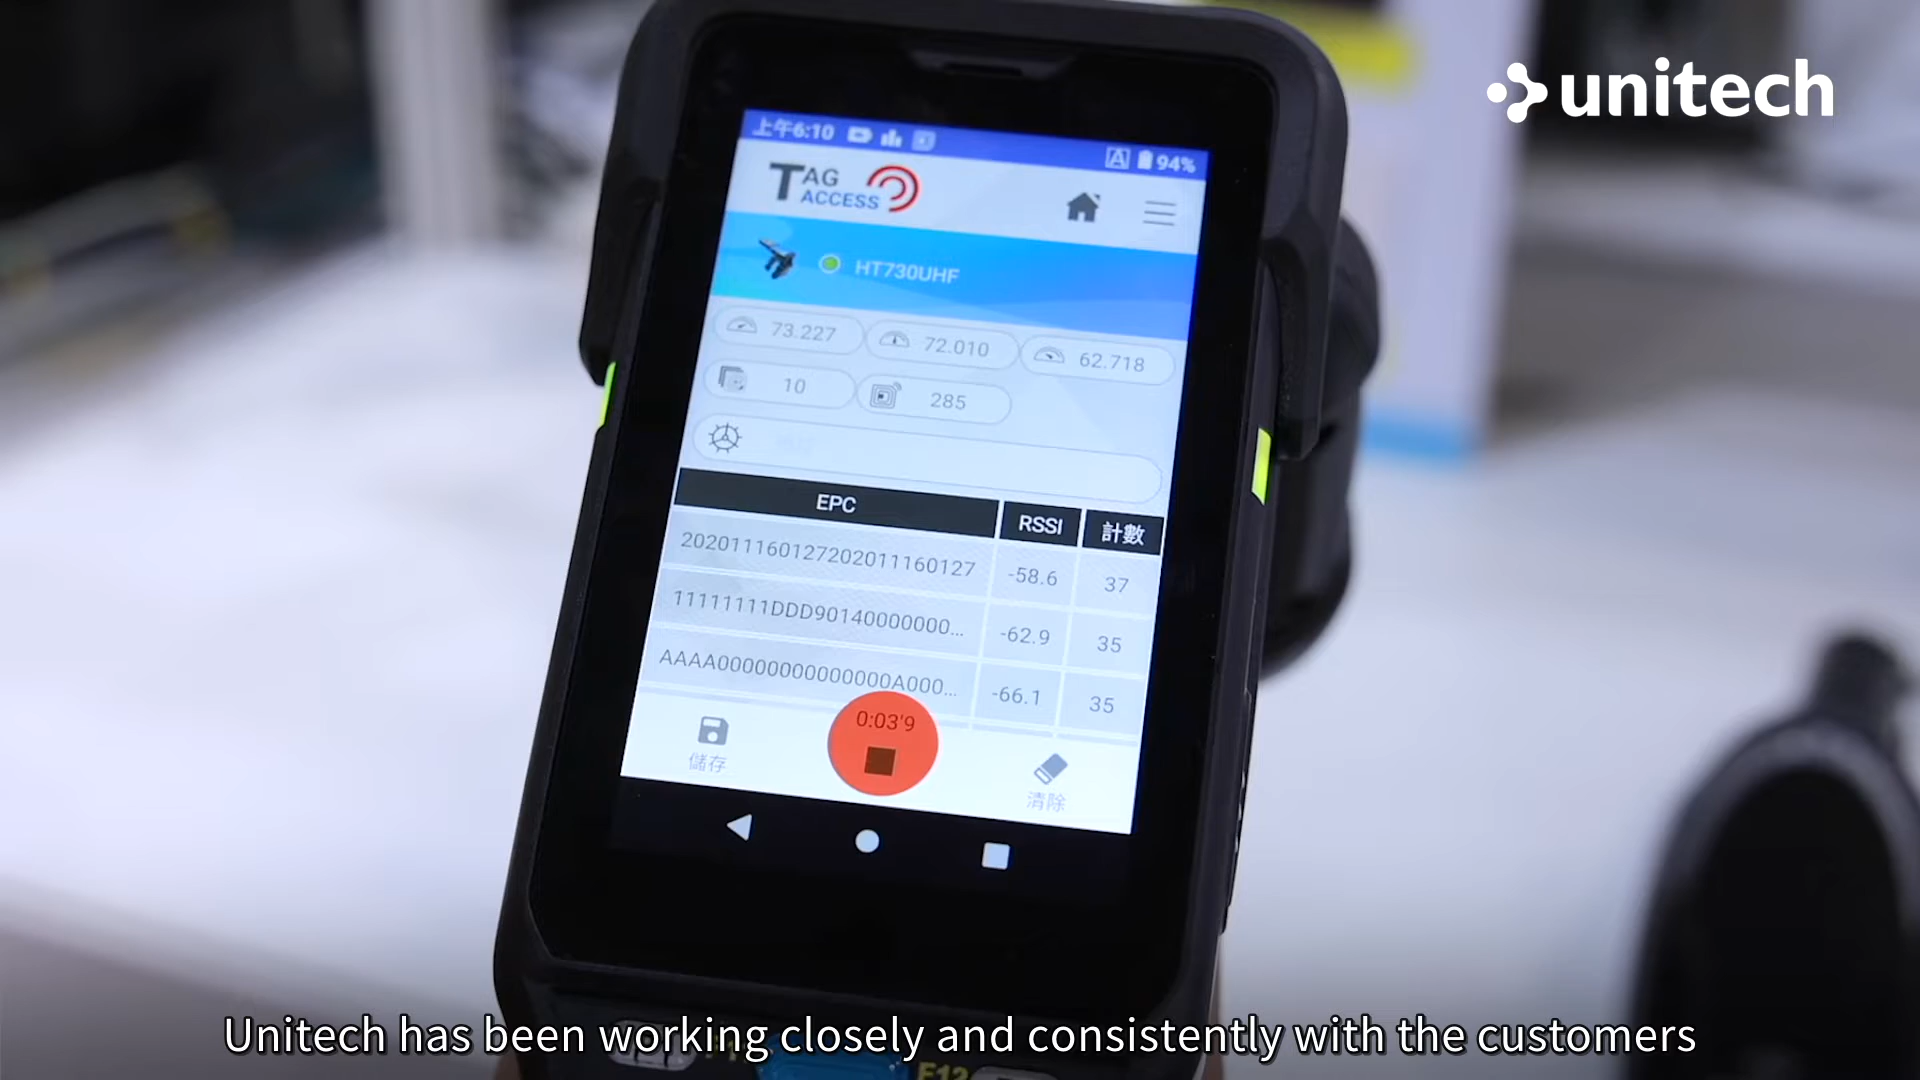 unitech
上午6:10
A 94%
TAG ACCESS
HT730UHF
73.227 72.010 62.718
10 285
EPC RSSI 計數
202011160127202011160127 -58.6 37
11111111DDD90140000000... -62.9 35
-66.1 35
0:03'9
儲存
清除
Unitech has been working closely and consistently with the customers
F12